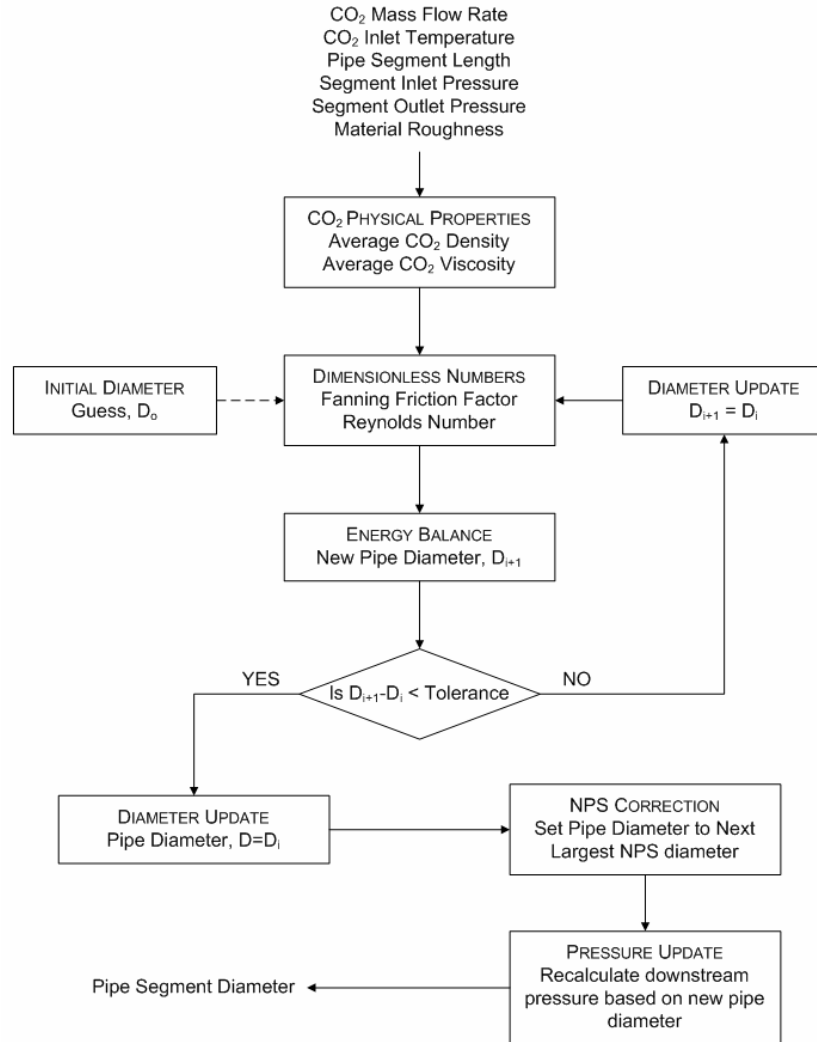 CO₂ Mass Flow Rate
CO₂ Inlet Temperature
Pipe Segment Length
Segment Inlet Pressure
Segment Outlet Pressure
Material Roughness
CO₂ PHYSICAL PROPERTIES
Average CO₂ Density
Average CO₂ Viscosity
INITIAL DIAMETER
Guess, Dₒ
DIMENSIONLESS NUMBERS
Fanning Friction Factor
Reynolds Number
DIAMETER UPDATE
Dᵢ₊₁ = Dᵢ
ENERGY BALANCE
New Pipe Diameter, Dᵢ₊₁
YES
Is Dᵢ₊₁-Dᵢ < Tolerance
NO
DIAMETER UPDATE
Pipe Diameter, D=Dᵢ
NPS CORRECTION
Set Pipe Diameter to Next
Largest NPS diameter
PRESSURE UPDATE
Recalculate downstream
pressure based on new pipe
diameter
Pipe Segment Diameter